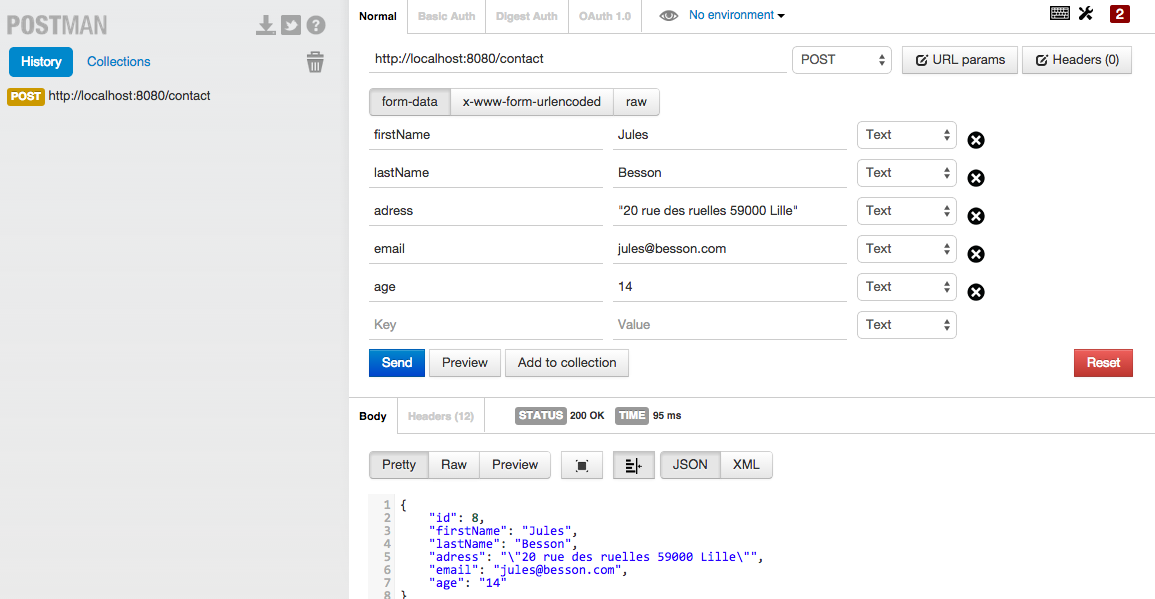 POSTMAN
History Collections
POST http://localhost:8080/contact
Normal Basic Auth Digest Auth OAuth 1.0 No environment 2
http://localhost:8080/contact POST URL params Headers (0)
form-data x-www-form-urlencoded raw
firstName Jules Text
lastName Besson Text
adress "20 rue des ruelles 59000 Lille" Text
email jules@besson.com Text
age 14 Text
Key Value Text
Send Preview Add to collection Reset
Body Headers (12) STATUS 200 OK TIME 95 ms
Pretty Raw Preview JSON XML
1 {
2 "id": 8,
3 "firstName": "Jules",
4 "lastName": "Besson",
5 "adress": "\"20 rue des ruelles 59000 Lille\"",
6 "email": "jules@besson.com",
7 "age": "14"
8 }